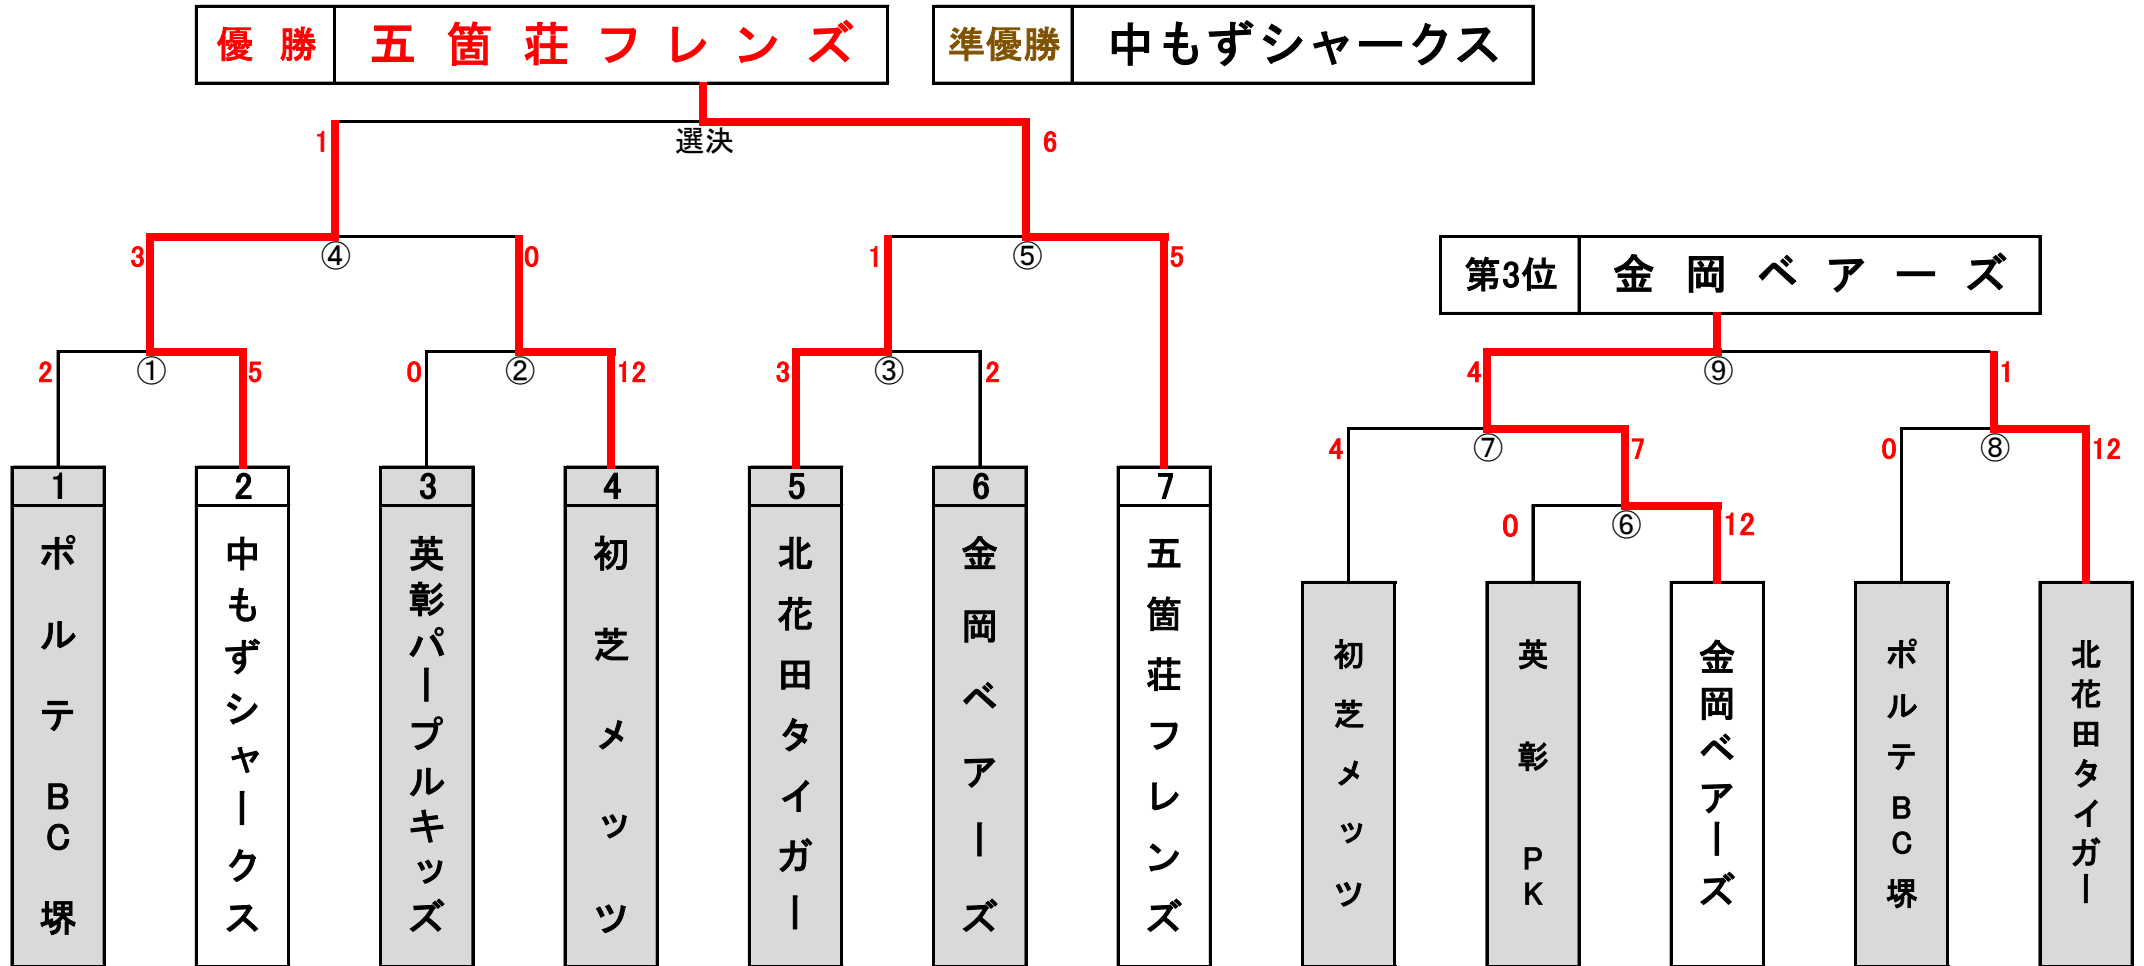 優勝 五箇荘フレンズ
準優勝 中もずシャークス
1 選決 6
3 ④ 0 1 ⑤ 5
第3位 金岡ベアーズ
2 ① 5 0 ② 12 3 ③ 2
4 ⑨ 1
4 ⑦ 7 0 ⑧ 12
0 ⑥ 12
1 ポルテBC堺
2 中もずシャークス
3 英彰パープルキッズ
4 初芝メッツ
5 北花田タイガー
6 金岡ベアーズ
7 五箇荘フレンズ
初芝メッツ
英彰PK
金岡ベアーズ
ポルテBC堺
北花田タイガー